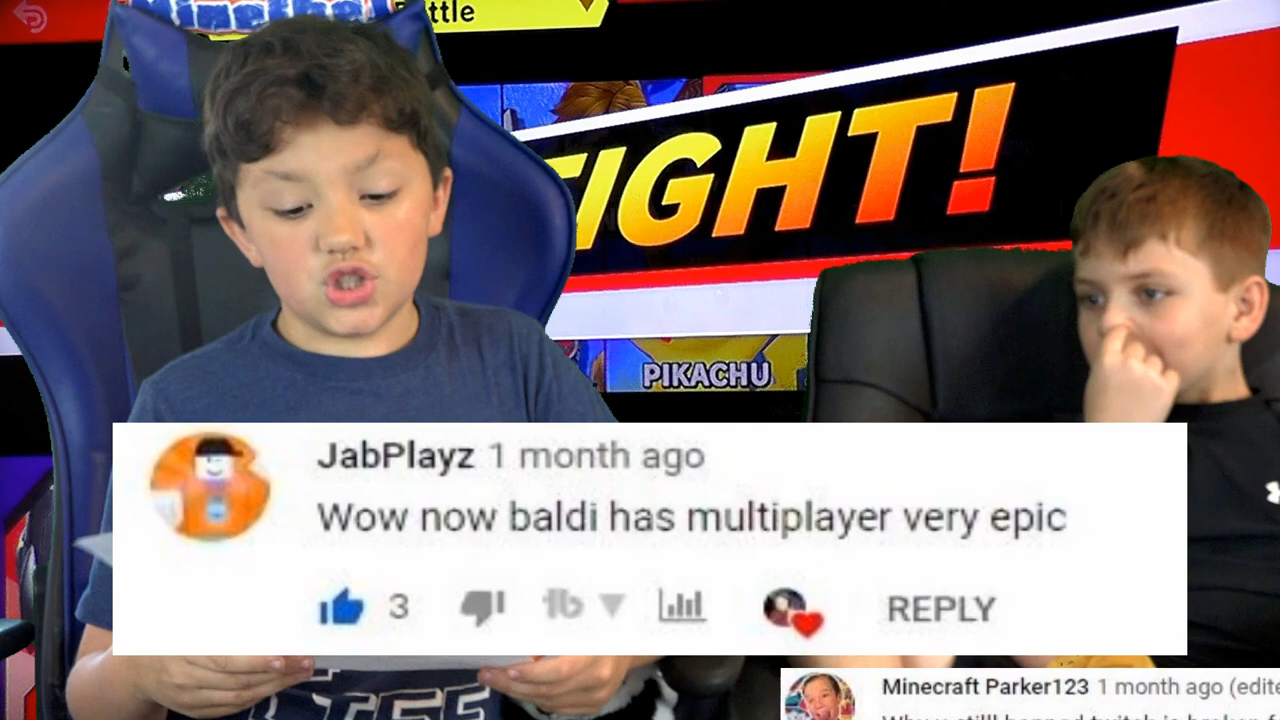 ttle
FIGHT!
PIKACHU
JabPlayz 1 month ago
Wow now baldi has multiplayer very epic
3
REPLY
Minecraft Parker123 1 month ago (edite